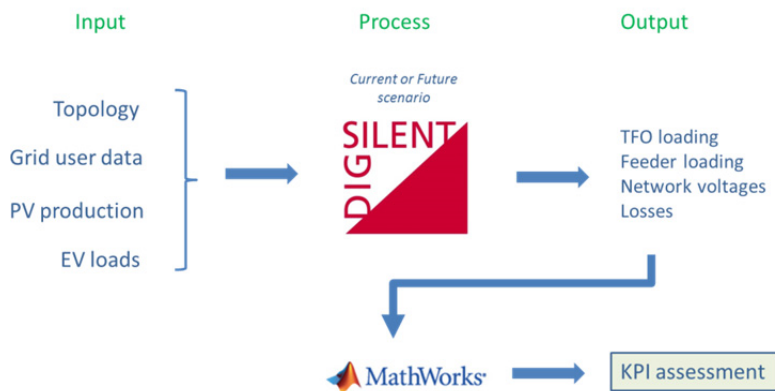 Input
Process
Output
Current or Future
scenario
Topology
Grid user data
PV production
EV loads
DIG
SILENT
TFO loading
Feeder loading
Network voltages
Losses
MathWorks®
KPI assessment